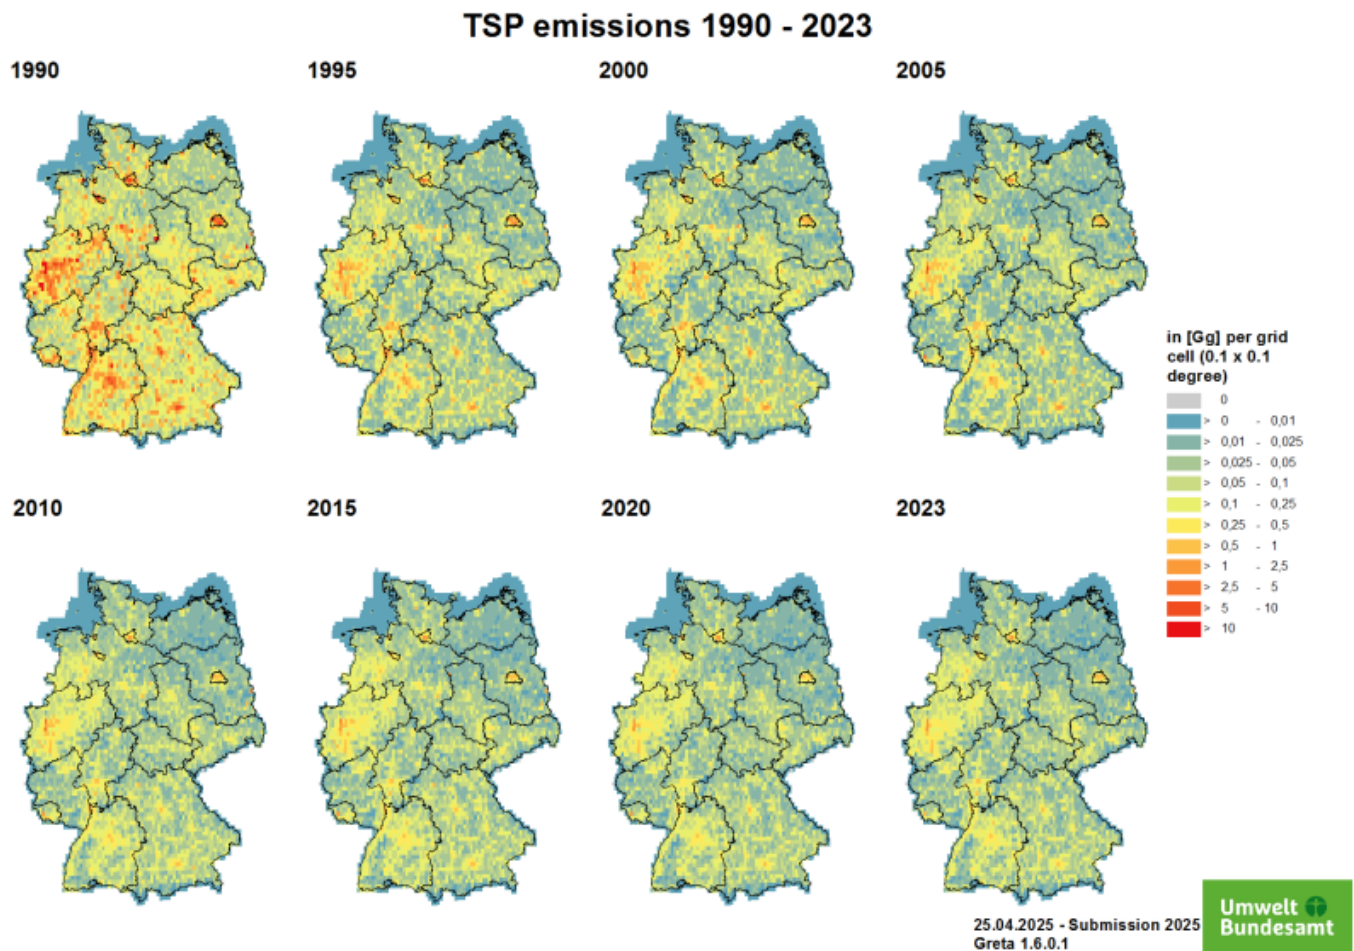 TSP emissions 1990 - 2023
1990
1995
2000
2005
in [Gg] per grid
cell (0.1 x 0.1
degree)
0
> 0 - 0,01
> 0,01 - 0,025
> 0,025 - 0,05
> 0,05 - 0,1
> 0,1 - 0,25
> 0,25 - 0,5
> 0,5 - 1
> 1 - 2,5
> 2,5 - 5
> 5 - 10
> 10
2010
2015
2020
2023
25.04.2025 - Submission 2025
Greta 1.6.0.1
Umwelt
Bundesamt